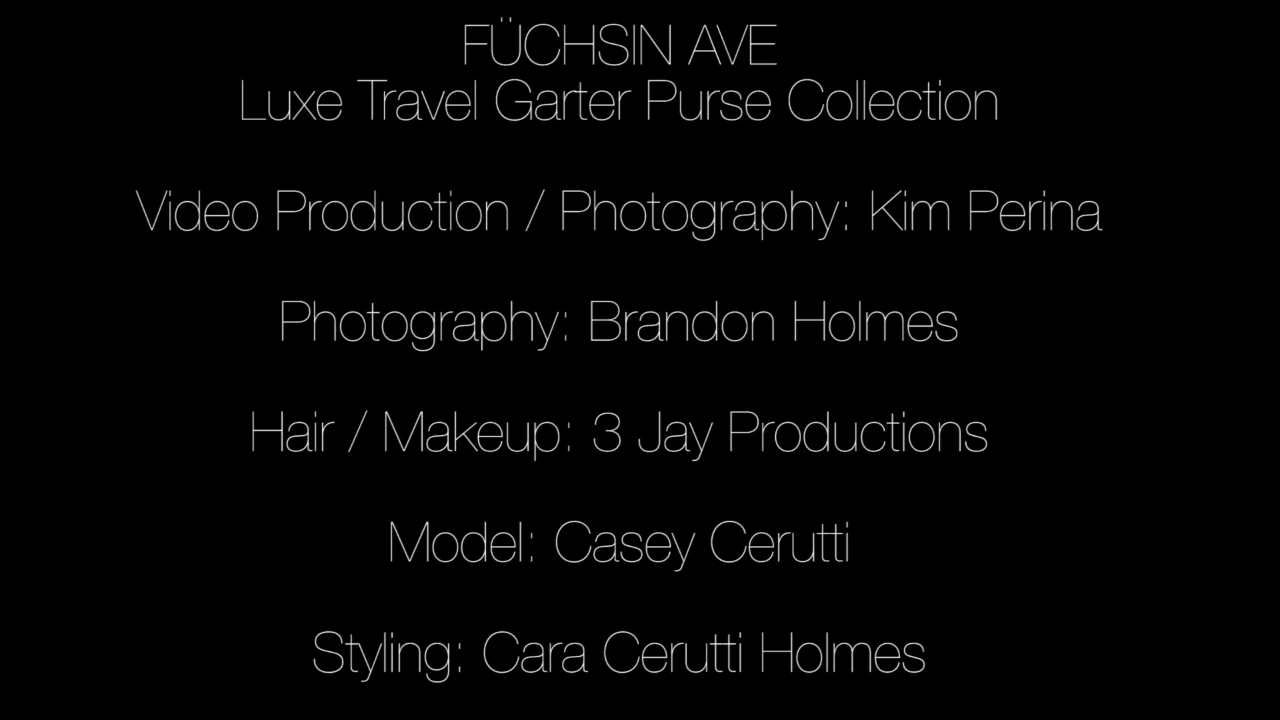 FÜCHSIN AVE
Luxe Travel Garter Purse Collection
Video Production / Photography: Kim Perina
Photography: Brandon Holmes
Hair / Makeup: 3 Jay Productions
Model: Casey Cerutti
Styling: Cara Cerutti Holmes